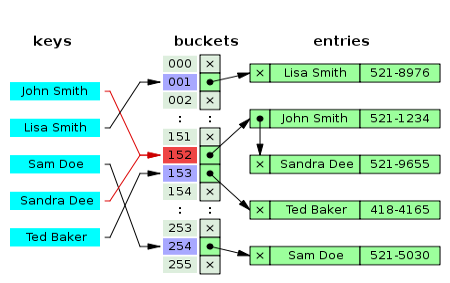 keys buckets entries
000 ×
001
× Lisa Smith 521-8976
John Smith
002 ×
: :
Lisa Smith
John Smith 521-1234
151 ×
152
Sam Doe
× Sandra Dee 521-9655
153
154 ×
Sandra Dee
: :
× Ted Baker 418-4165
253 ×
Ted Baker
254
× Sam Doe 521-5030
255 ×